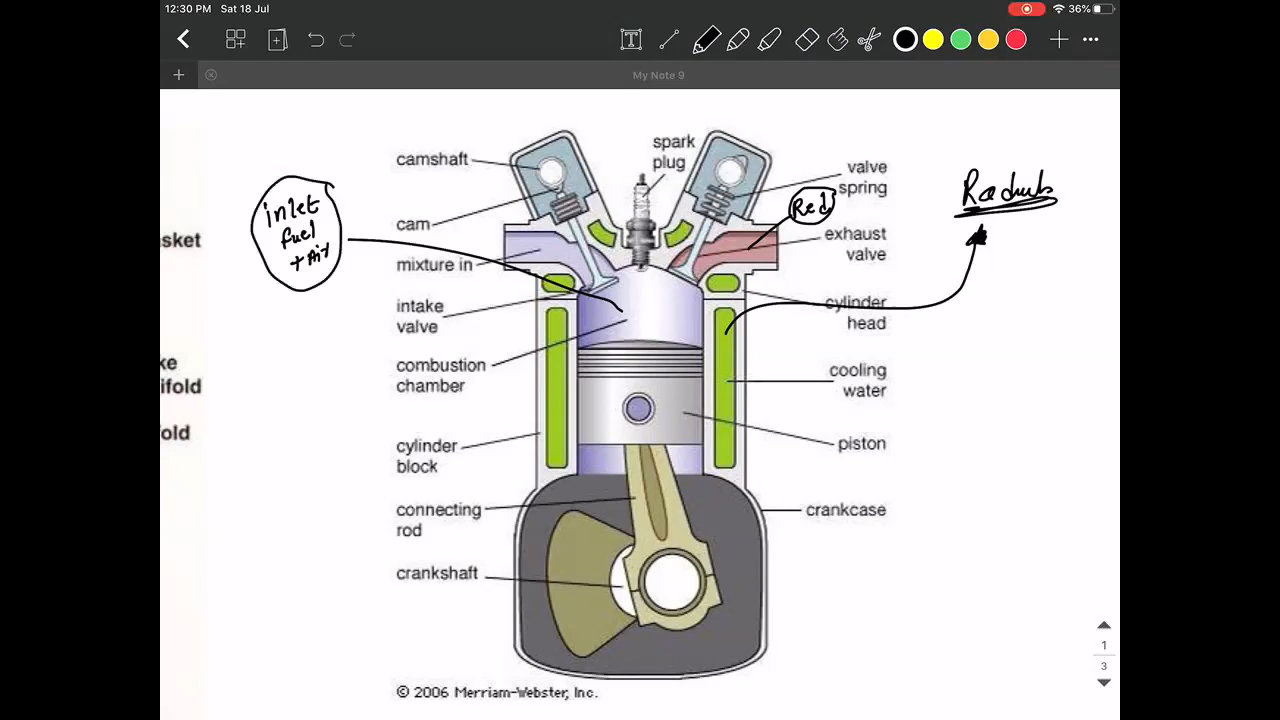 12:30 PM Sat 18 Jul
36%
My Note 9
asket
ke
ifold
old
inlet
fuel
+ Air
camshaft
cam
mixture in
intake
valve
combustion
chamber
cylinder
block
connecting
rod
crankshaft
spark
plug
valve
spring
Red
exhaust
valve
cylinder
head
cooling
water
piston
crankcase
1
3
© 2006 Merriam-Webster, Inc.